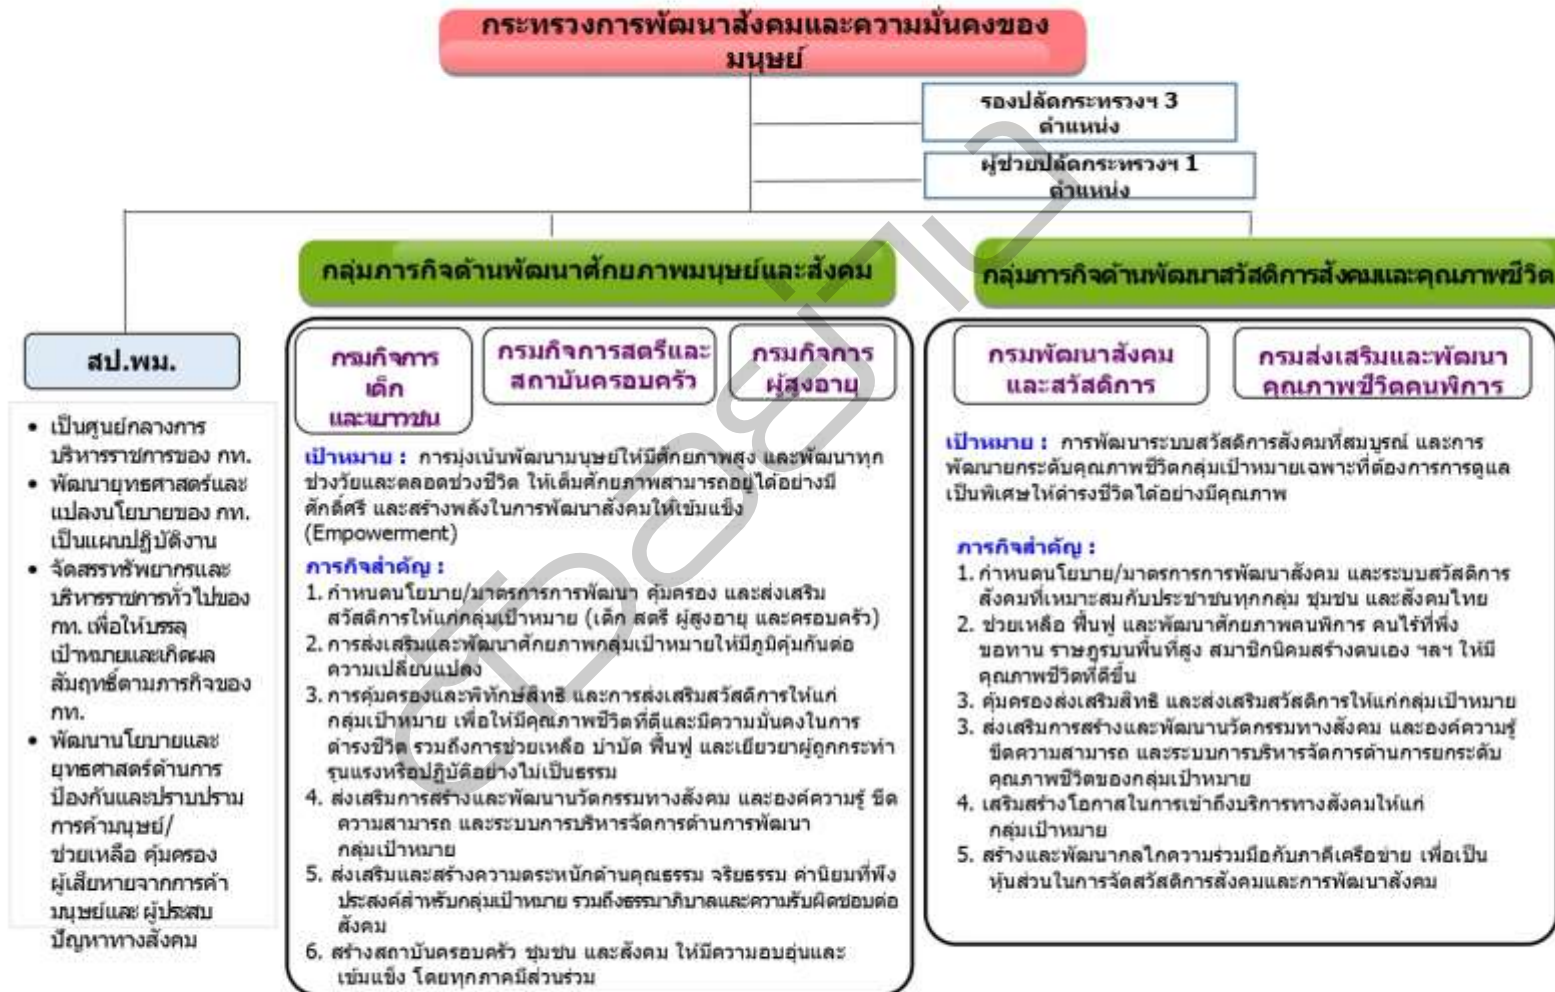 กระทรวงการพัฒนาสังคมและความมั่นคงของ
มนุษย์
รองปลัดกระทรวงฯ 3
ตำแหน่ง
ผู้ช่วยปลัดกระทรวงฯ 1
ตำแหน่ง
สป.พม.
• เป็นศูนย์กลางการ
บริหารราชการของ กท.
• พัฒนายุทธศาสตร์และ
แปลงนโยบายของ กท.
เป็นแผนปฏิบัติงาน
• จัดสรรทรัพยากรและ
บริหารราชการทั่วไปของ
กท. เพื่อให้บรรลุ
เป้าหมายและเกิดผล
สัมฤทธิ์ตามภารกิจของ
กท.
• พัฒนานโยบายและ
ยุทธศาสตร์ด้านการ
ป้องกันและปราบปราม
การค้ามนุษย์/
ช่วยเหลือ คุ้มครอง
ผู้เสียหายจากการค้า
มนุษย์และ ผู้ประสบ
ปัญหาทางสังคม
กลุ่มภารกิจด้านพัฒนาศักยภาพมนุษย์และสังคม
กรมกิจการ
เด็ก
และเยาวชน
กรมกิจการสตรีและ
สถาบันครอบครัว
กรมกิจการ
ผู้สูงอายุ
เป้าหมาย : การมุ่งเน้นพัฒนามนุษย์ให้มีศักยภาพสูง และพัฒนาทุก
ช่วงวัยและตลอดช่วงชีวิต ให้เต็มศักยภาพสามารถอยู่ได้อย่างมี
ศักดิ์ศรี และสร้างพลังในการพัฒนาสังคมให้เข้มแข็ง
(Empowerment)
ภารกิจสำคัญ :
1. กำหนดนโยบาย/มาตรการการพัฒนา คุ้มครอง และส่งเสริม
สวัสดิการให้แก่กลุ่มเป้าหมาย (เด็ก สตรี ผู้สูงอายุ และครอบครัว)
2. การส่งเสริมและพัฒนาศักยภาพกลุ่มเป้าหมายให้มีภูมิคุ้มกันต่อ
ความเปลี่ยนแปลง
3. การคุ้มครองและพิทักษ์สิทธิ และการส่งเสริมสวัสดิการให้แก่
กลุ่มเป้าหมาย เพื่อให้มีคุณภาพชีวิตที่ดีและมีความมั่นคงในการ
ดำรงชีวิต รวมถึงการช่วยเหลือ บำบัด ฟื้นฟู และเยียวยาผู้ถูกกระทำ
รุนแรงหรือปฏิบัติอย่างไม่เป็นธรรม
4. ส่งเสริมการสร้างและพัฒนานวัตกรรมทางสังคม และองค์ความรู้ ขีด
ความสามารถ และระบบการบริหารจัดการด้านการพัฒนา
กลุ่มเป้าหมาย
5. ส่งเสริมและสร้างความตระหนักด้านคุณธรรม จริยธรรม ค่านิยมที่พึง
ประสงค์สำหรับกลุ่มเป้าหมาย รวมถึงธรรมาภิบาลและความรับผิดชอบต่อ
สังคม
6. สร้างสถาบันครอบครัว ชุมชน และสังคม ให้มีความอบอุ่นและ
เข้มแข็ง โดยทุกภาคมีส่วนร่วม
กลุ่มภารกิจด้านพัฒนาสวัสดิการสังคมและคุณภาพชีวิต
กรมพัฒนาสังคม
และสวัสดิการ
กรมส่งเสริมและพัฒนา
คุณภาพชีวิตคนพิการ
เป้าหมาย : การพัฒนาระบบสวัสดิการสังคมที่สมบูรณ์ และการ
พัฒนายกระดับคุณภาพชีวิตกลุ่มเป้าหมายเฉพาะที่ต้องการการดูแล
เป็นพิเศษให้ดำรงชีวิตได้อย่างมีคุณภาพ
ภารกิจสำคัญ :
1. กำหนดนโยบาย/มาตรการการพัฒนาสังคม และระบบสวัสดิการ
สังคมที่เหมาะสมกับประชาชนทุกกลุ่ม ชุมชน และสังคมไทย
2. ช่วยเหลือ ฟื้นฟู และพัฒนาศักยภาพคนพิการ คนไร้ที่พึ่ง
ขอทาน ราษฎรบนพื้นที่สูง สมาชิกนิคมสร้างตนเอง ฯลฯ ให้มี
คุณภาพชีวิตที่ดีขึ้น
3. คุ้มครองส่งเสริมสิทธิ และส่งเสริมสวัสดิการให้แก่กลุ่มเป้าหมาย
3. ส่งเสริมการสร้างและพัฒนานวัตกรรมทางสังคม และองค์ความรู้
ขีดความสามารถ และระบบการบริหารจัดการด้านการยกระดับ
คุณภาพชีวิตของกลุ่มเป้าหมาย
4. เสริมสร้างโอกาสในการเข้าถึงบริการทางสังคมให้แก่
กลุ่มเป้าหมาย
5. สร้างและพัฒนากลไกความร่วมมือกับภาคีเครือข่าย เพื่อเป็น
หุ้นส่วนในการจัดสวัสดิการสังคมและการพัฒนาสังคม
ตัวอย่าง